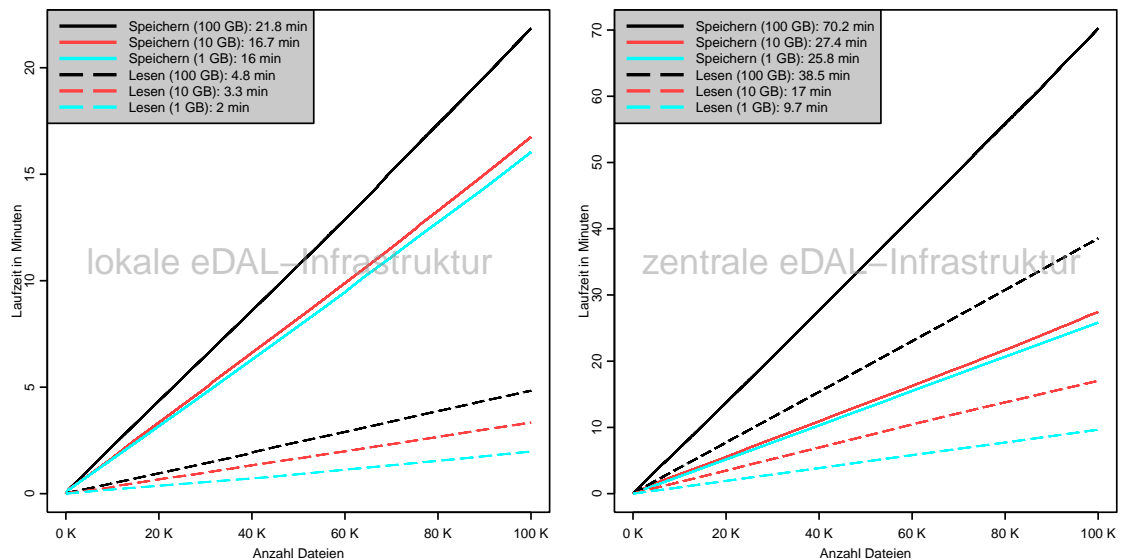 Speichern (100 GB): 21.8 min
Speichern (10 GB): 16.7 min
Speichern (1 GB): 16 min
Lesen (100 GB): 4.8 min
Lesen (10 GB): 3.3 min
Lesen (1 GB): 2 min
20
15
10
5
0
Laufzeit in Minuten
lokale eDAL–Infrastruktur
0 K 20 K 40 K 60 K 80 K 100 K
Anzahl Dateien
Speichern (100 GB): 70.2 min
Speichern (10 GB): 27.4 min
Speichern (1 GB): 25.8 min
Lesen (100 GB): 38.5 min
Lesen (10 GB): 17 min
Lesen (1 GB): 9.7 min
70
60
50
40
30
20
10
0
Laufzeit in Minuten
zentrale eDAL–Infrastruktur
0 K 20 K 40 K 60 K 80 K 100 K
Anzahl Dateien